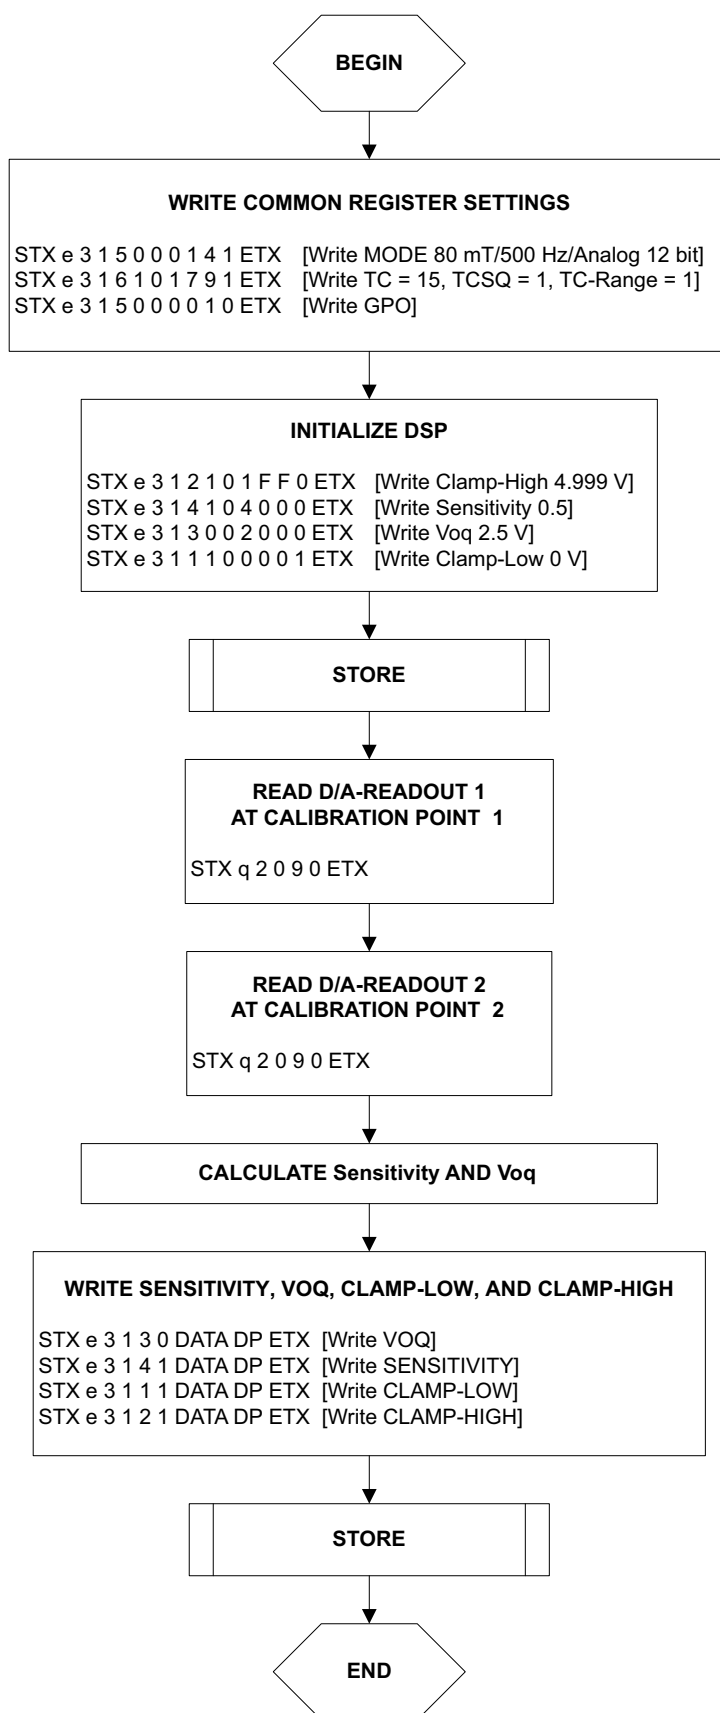 BEGIN
WRITE COMMON REGISTER SETTINGS
STX e 3 1 5 0 0 0 1 4 1 ETX [Write MODE 80 mT/500 Hz/Analog 12 bit]
STX e 3 1 6 1 0 1 7 9 1 ETX [Write TC = 15, TCSQ = 1, TC-Range = 1]
STX e 3 1 5 0 0 0 0 1 0 ETX [Write GPO]
INITIALIZE DSP
STX e 3 1 2 1 0 1 F F 0 ETX [Write Clamp-High 4.999 V]
STX e 3 1 4 1 0 4 0 0 0 ETX [Write Sensitivity 0.5]
STX e 3 1 3 0 0 2 0 0 0 ETX [Write Voq 2.5 V]
STX e 3 1 1 1 0 0 0 0 1 ETX [Write Clamp-Low 0 V]
STORE
READ D/A-READOUT 1
AT CALIBRATION POINT 1
STX q 2 0 9 0 ETX
READ D/A-READOUT 2
AT CALIBRATION POINT 2
STX q 2 0 9 0 ETX
CALCULATE Sensitivity AND Voq
WRITE SENSITIVITY, VOQ, CLAMP-LOW, AND CLAMP-HIGH
STX e 3 1 3 0 DATA DP ETX [Write VOQ]
STX e 3 1 4 1 DATA DP ETX [Write SENSITIVITY]
STX e 3 1 1 1 DATA DP ETX [Write CLAMP-LOW]
STX e 3 1 2 1 DATA DP ETX [Write CLAMP-HIGH]
STORE
END